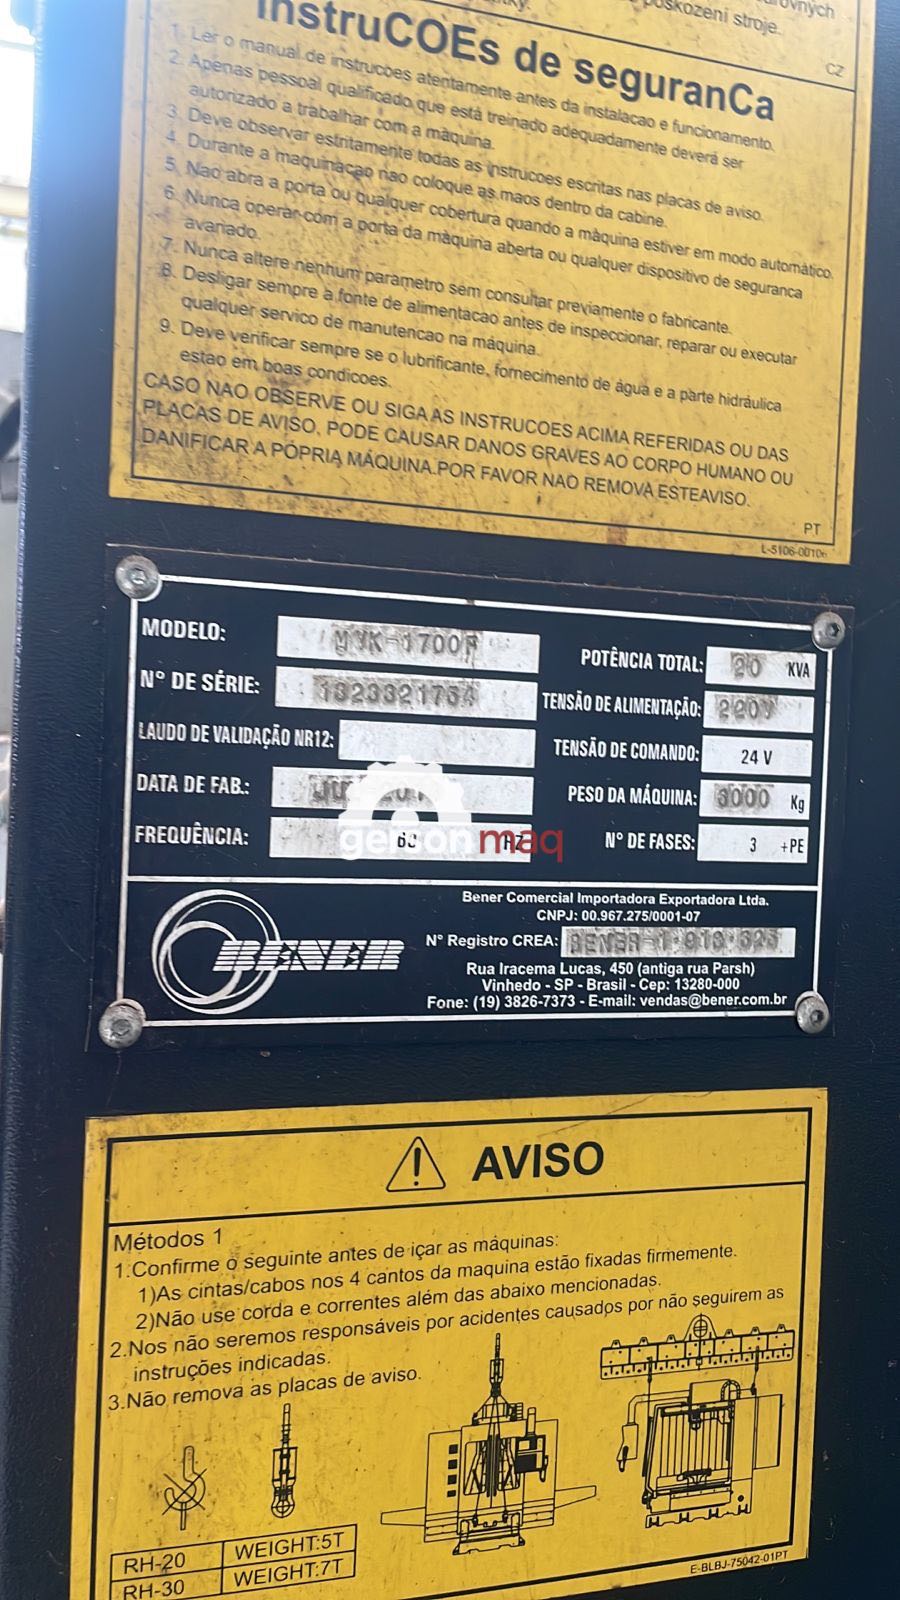 poškození stroje.
CZ
InstruCOEs de seguranCa
1. Ler o manual de instrucoes atentamente antes da instalacao e funcionamento.
2. Apenas pessoal qualificado que está treinado adequadamente deverá ser
autorizado a trabalhar com a màquina.
3. Deve observar estritamente todas as instrucoes escritas nas placas de aviso.
4. Durante a maquinaçao nao coloque as maos dentro da cabine.
5. Nao abra a porta ou qualquer cobertura quando a màquina estiver em modo automático.
6. Nunca operar com a porta da màquina aberta ou qualquer dispositivo de seguranca
avariado.
7. Nunca altere nenhum parametro sem consultar previamente o fabricante.
8. Desligar sempre a fonte de alimentacao antes de inspeccionar, reparar ou executar
qualquer servico de manutencao na màquina.
9. Deve verificar sempre se o lubrificante, fornecimento de água e a parte hidráulica
estao em boas condicoes.
CASO NAO OBSERVE OU SIGA AS INSTRUCOES ACIMA REFERIDAS OU DAS
PLACAS DE AVISO, PODE CAUSAR DANOS GRAVES AO CORPO HUMANO OU
DANIFICAR A PÓPRIA MÁQUINA.POR FAVOR NAO REMOVA ESTEAVISO.
PT
MODELO:
POTÊNCIA TOTAL: 20 KVA
N° DE SÉRIE:
TENSÃO DE ALIMENTAÇÃO: 220V
LAUDO DE VALIDAÇÃO NR12:
TENSÃO DE COMANDO: 24 V
DATA DE FAB.:
PESO DA MÁQUINA: Kg
FREQUÊNCIA: 60 HZ
N° DE FASES: 3 +PE
gersonmaq
BENER
Bener Comercial Importadora Exportadora Ltda.
CNPJ: 00.967.275/0001-07
N° Registro CREA: BENER
Rua Iracema Lucas, 450 (antiga rua Parsh)
Vinhedo - SP - Brasil - Cep: 13280-000
Fone: (19) 3826-7373 - E-mail: vendas@bener.com.br
AVISO
Métodos 1
1.Confirme o seguinte antes de içar as máquinas:
1)As cintas/cabos nos 4 cantos da maquina estão fixadas firmemente.
2)Não use corda e correntes além das abaixo mencionadas.
2.Nos não seremos responsáveis por acidentes causados por não seguirem as
instruções indicadas.
3.Não remova as placas de aviso.
RH-20 WEIGHT:5T
RH-30 WEIGHT:7T
E-BLBJ-75042-01PT